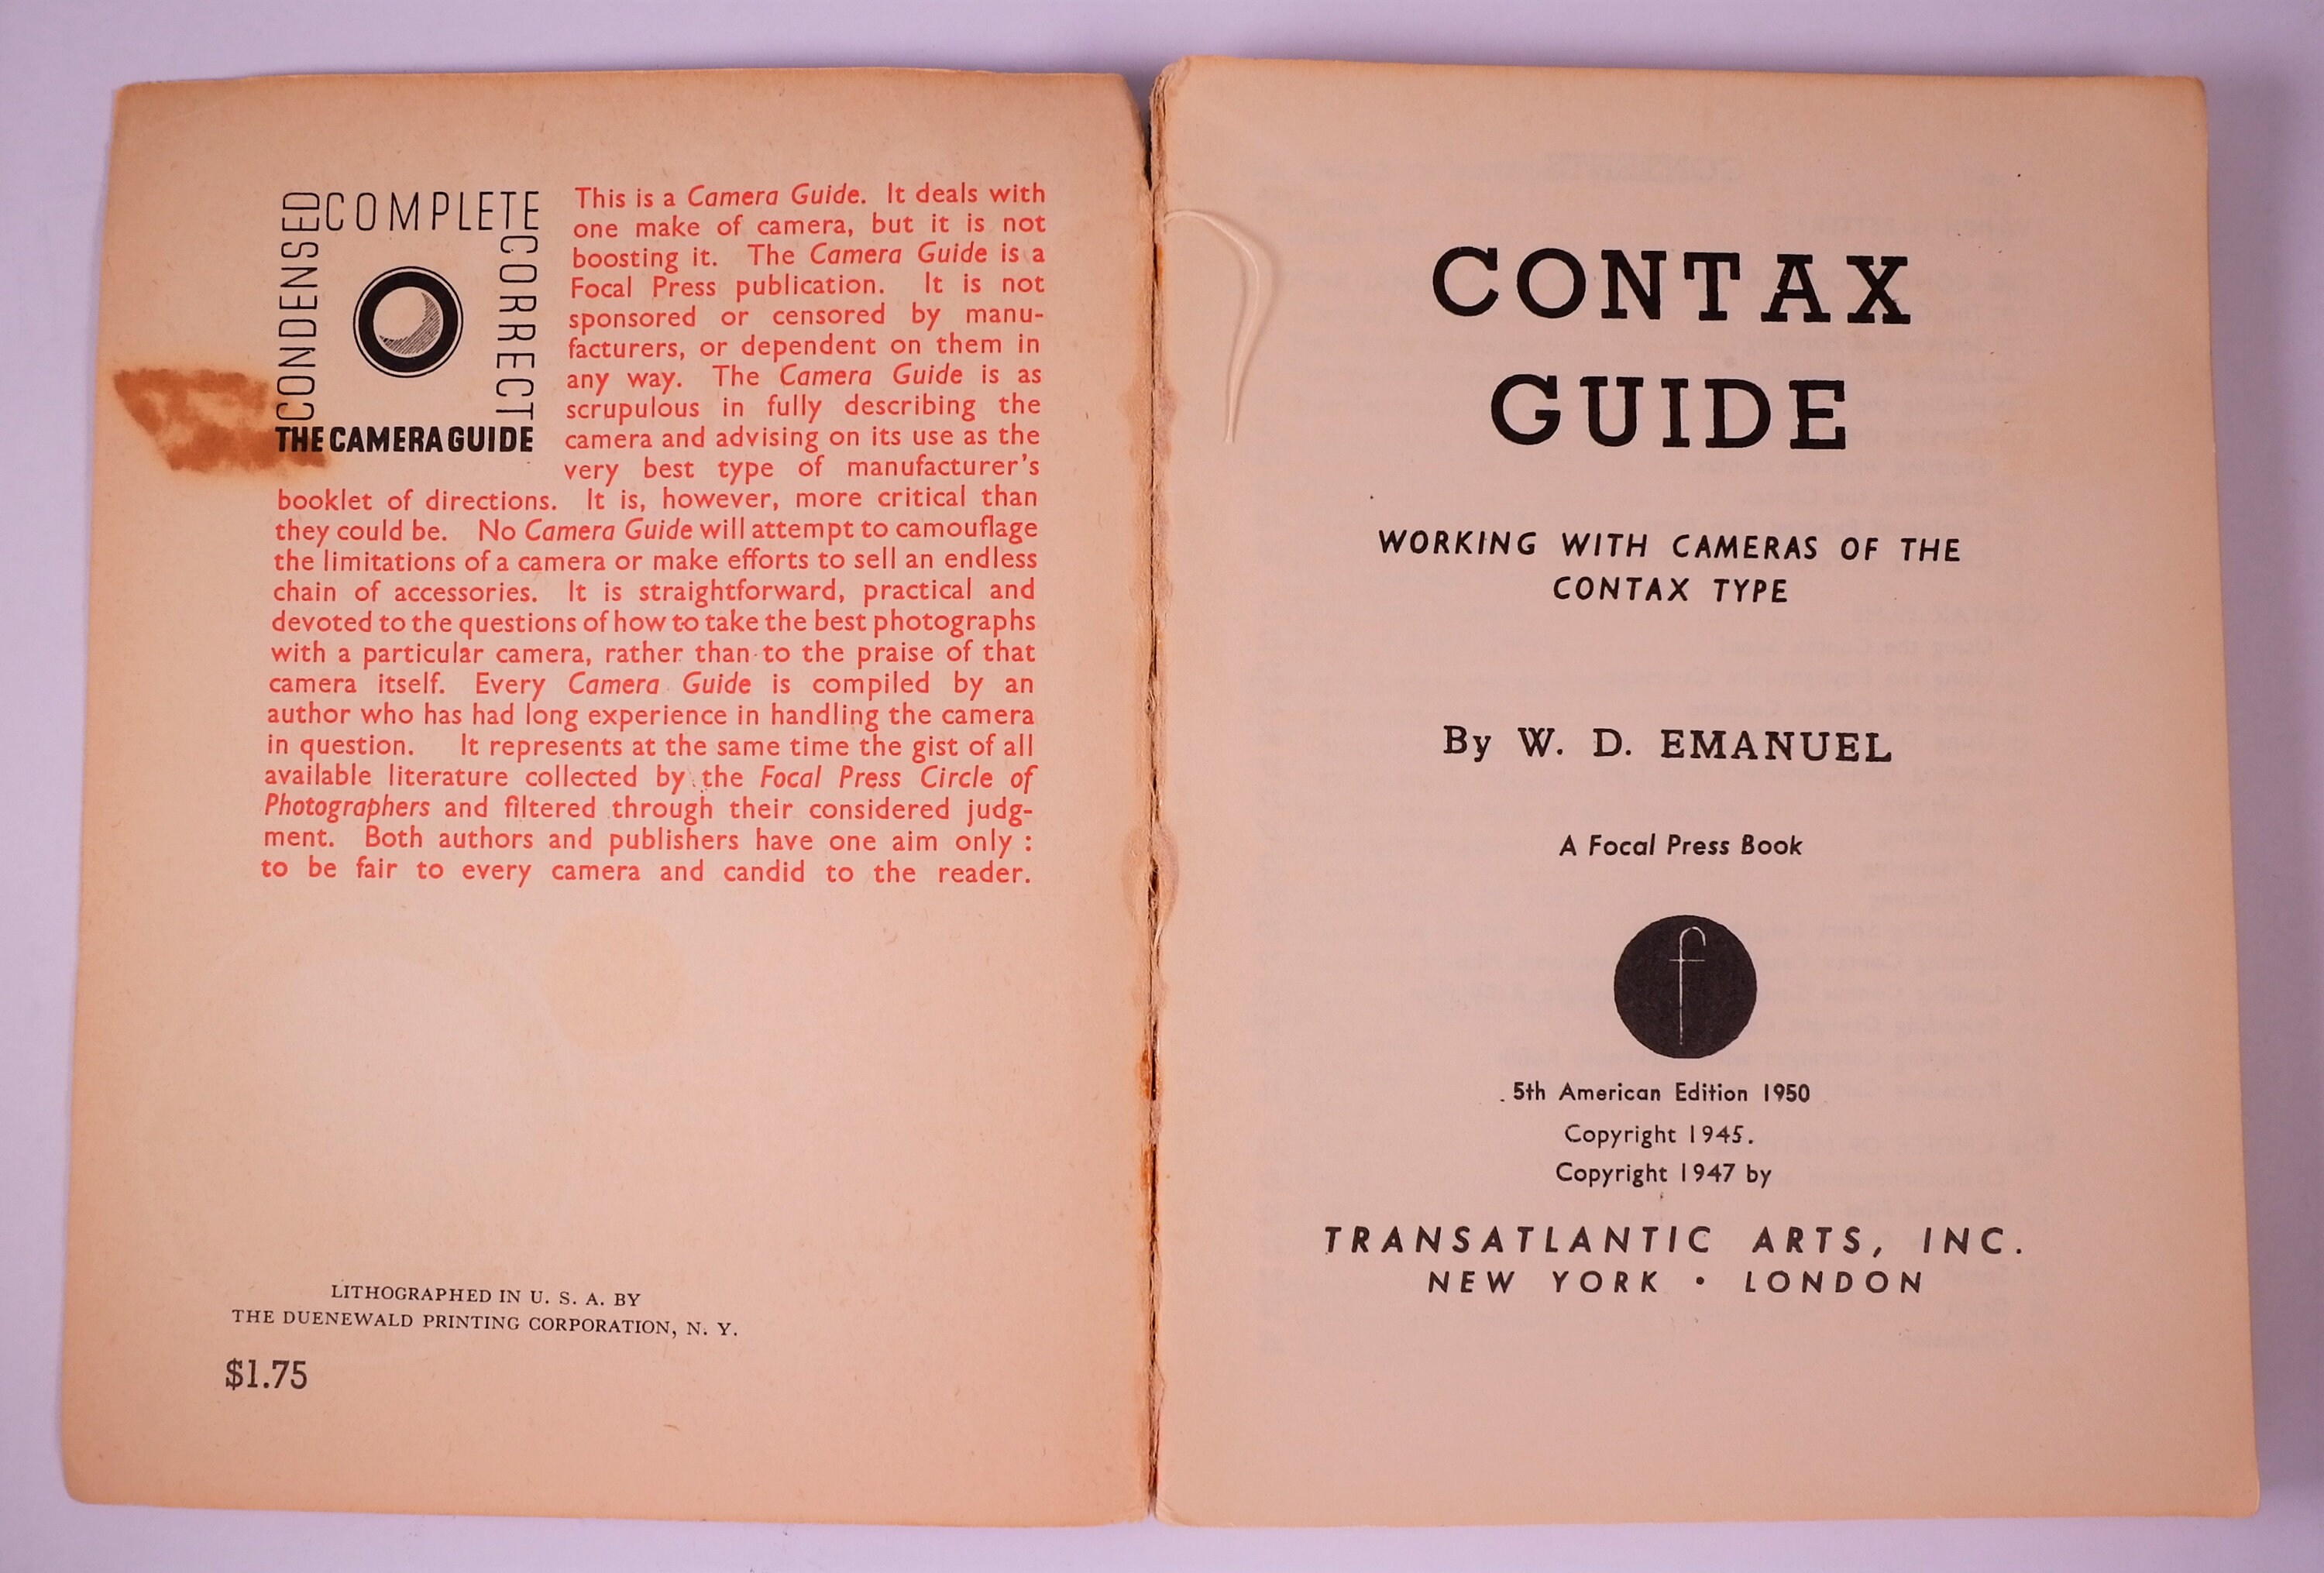 CONDENSED
COMPLETE
CORRECT
THE CAMERA GUIDE
This is a Camera Guide. It deals with
one make of camera, but it is not
boosting it. The Camera Guide is a
Focal Press publication. It is not
sponsored or censored by manu-
facturers, or dependent on them in
any way. The Camera Guide is as
scrupulous in fully describing the
camera and advising on its use as the
very best type of manufacturer's
booklet of directions. It is, however, more critical than
they could be. No Camera Guide will attempt to camouflage
the limitations of a camera or make efforts to sell an endless
chain of accessories. It is straightforward, practical and
devoted to the questions of how to take the best photographs
with a particular camera, rather than to the praise of that
camera itself. Every Camera Guide is compiled by an
author who has had long experience in handling the camera
in question. It represents at the same time the gist of all
available literature collected by the Focal Press Circle of
Photographers and filtered through their considered judg-
ment. Both authors and publishers have one aim only :
to be fair to every camera and candid to the reader.
LITHOGRAPHED IN U. S. A. BY
THE DUENEWALD PRINTING CORPORATION, N. Y.
$1.75
CONTAX
GUIDE
WORKING WITH CAMERAS OF THE
CONTAX TYPE
By W. D. EMANUEL
A Focal Press Book
f
5th American Edition 1950
Copyright 1945.
Copyright 1947 by
TRANSATLANTIC ARTS, INC.
NEW YORK • LONDON